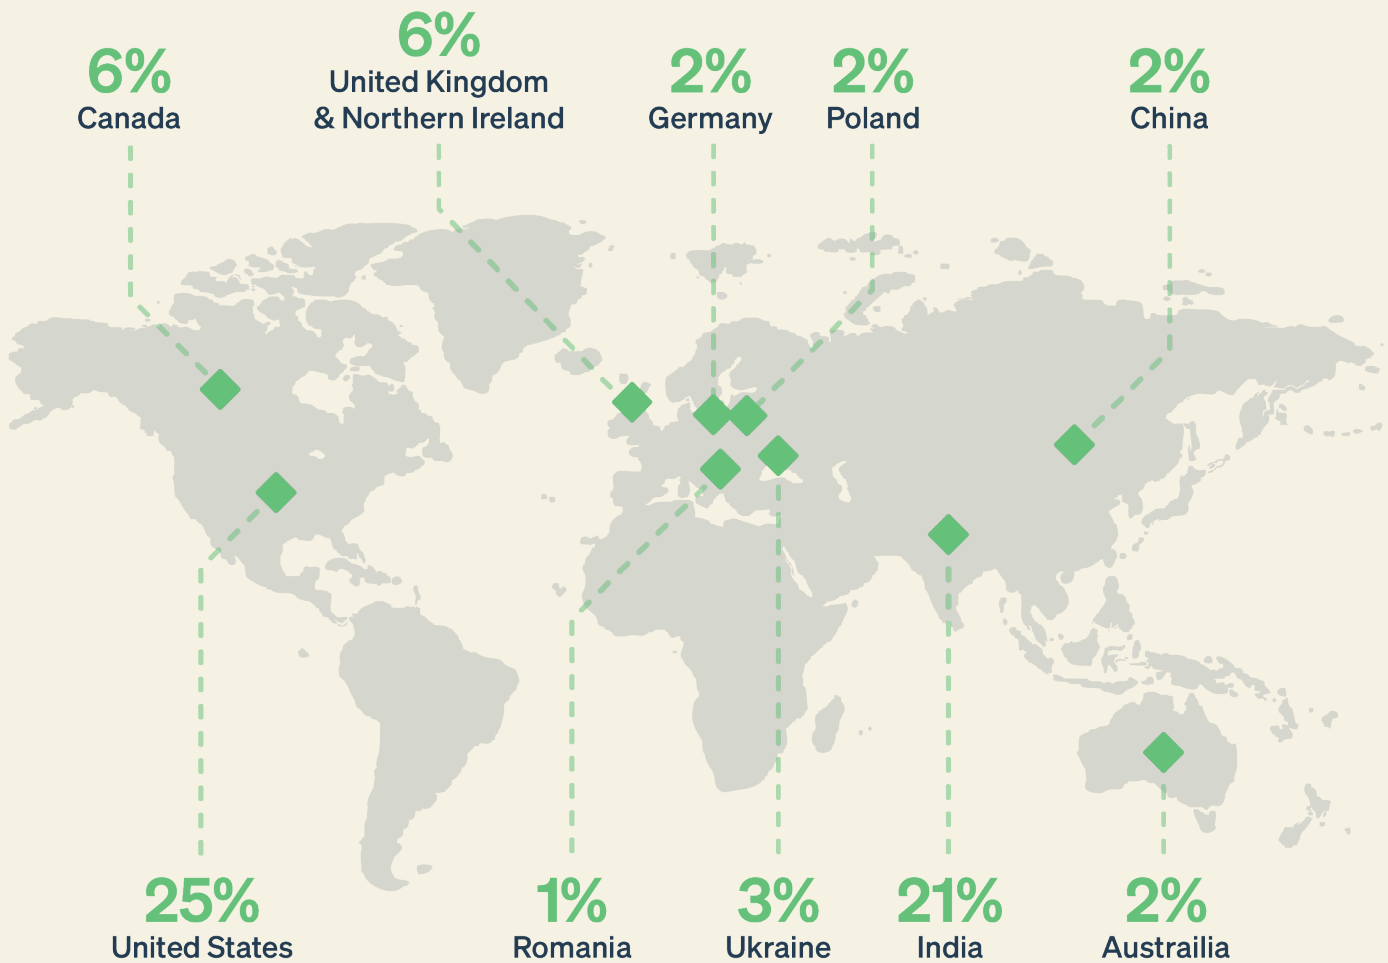 6%
Canada
6%
United Kingdom
& Northern Ireland
2%
Germany
2%
Poland
2%
China
25%
United States
1%
Romania
3%
Ukraine
21%
India
2%
Austrailia